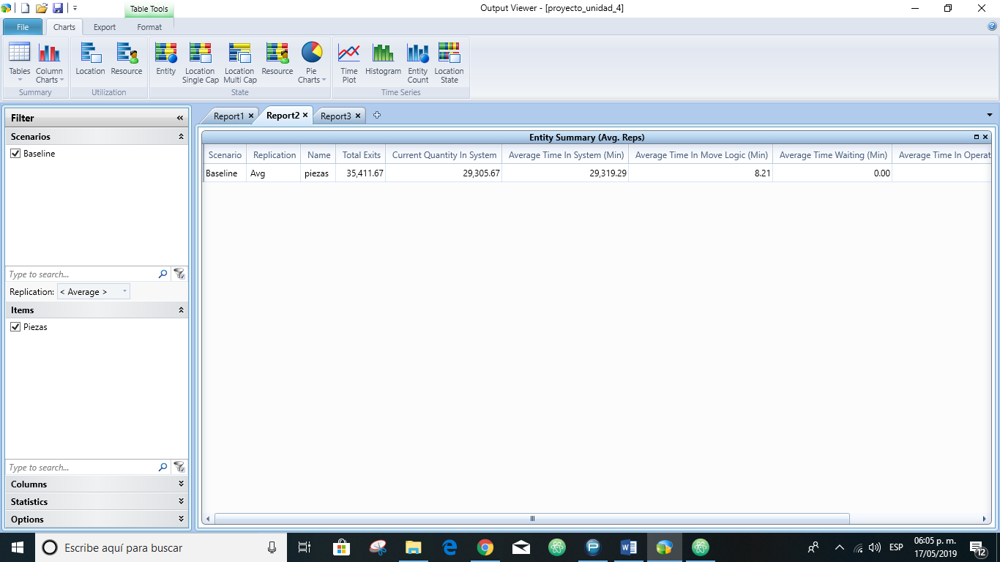 Table Tools
Output Viewer - [proyecto_unidad_4]
File
Charts
Export
Format
Tables
Column Charts
Summary
Location
Resource
Utilization
Entity
Location Single Cap
Location Multi Cap
Resource
Pie Charts
State
Time Plot
Histogram
Entity Count
Location State
Time Series
Filter
Scenarios
Baseline
Type to search...
Replication: < Average >
Items
Piezas
Type to search...
Columns
Statistics
Options
Report1
Report2
Report3
Entity Summary (Avg. Reps)
Scenario Replication Name Total Exits Current Quantity In System Average Time In System (Min) Average Time In Move Logic (Min) Average Time Waiting (Min) Average Time In Operat
Baseline Avg piezas 35,411.67 29,305.67 29,319.29 8.21 0.00
Escribe aquí para buscar
ESP
06:05 p. m.
17/05/2019
12